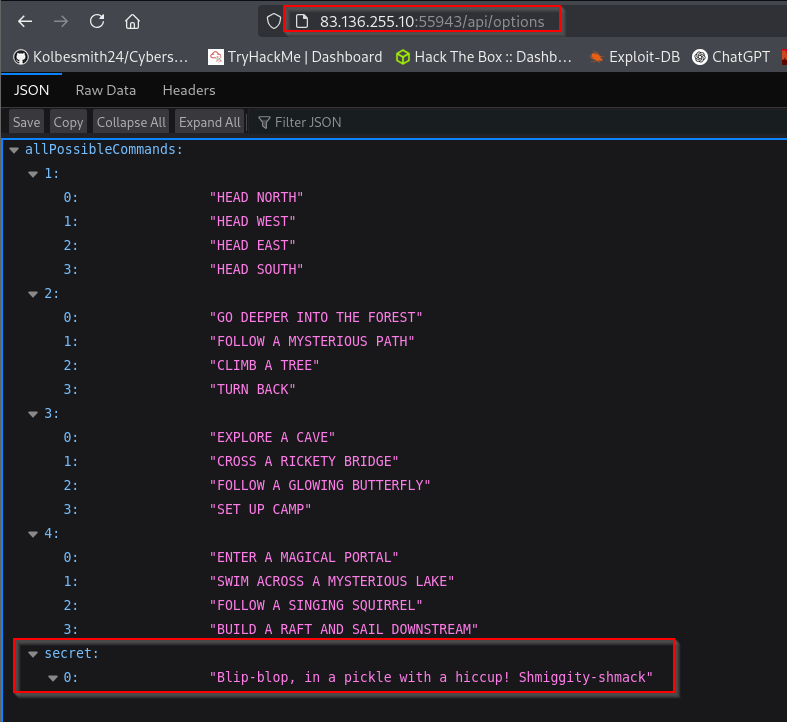 83.136.255.10:55943/api/options
Kolbesmith24/Cybers… TryHackMe | Dashboard Hack The Box :: Dashb… Exploit-DB ChatGPT
JSON Raw Data Headers
Save Copy Collapse All Expand All Filter JSON
allPossibleCommands:
1:
0: "HEAD NORTH"
1: "HEAD WEST"
2: "HEAD EAST"
3: "HEAD SOUTH"
2:
0: "GO DEEPER INTO THE FOREST"
1: "FOLLOW A MYSTERIOUS PATH"
2: "CLIMB A TREE"
3: "TURN BACK"
3:
0: "EXPLORE A CAVE"
1: "CROSS A RICKETY BRIDGE"
2: "FOLLOW A GLOWING BUTTERFLY"
3: "SET UP CAMP"
4:
0: "ENTER A MAGICAL PORTAL"
1: "SWIM ACROSS A MYSTERIOUS LAKE"
2: "FOLLOW A SINGING SQUIRREL"
3: "BUILD A RAFT AND SAIL DOWNSTREAM"
secret:
0: "Blip-blop, in a pickle with a hiccup! Shmiggity-shmack"